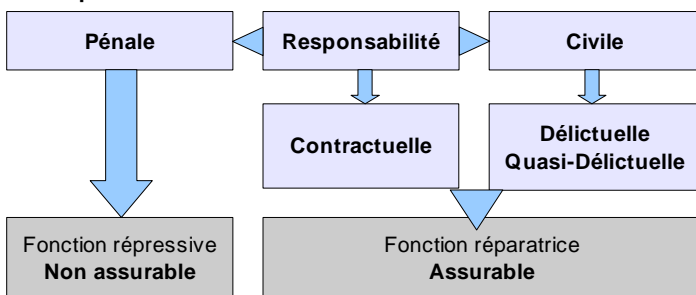 Pénale
Responsabilité
Civile
Contractuelle
Délictuelle
Quasi-Délictuelle
Fonction répressive
Non assurable
Fonction réparatrice
Assurable